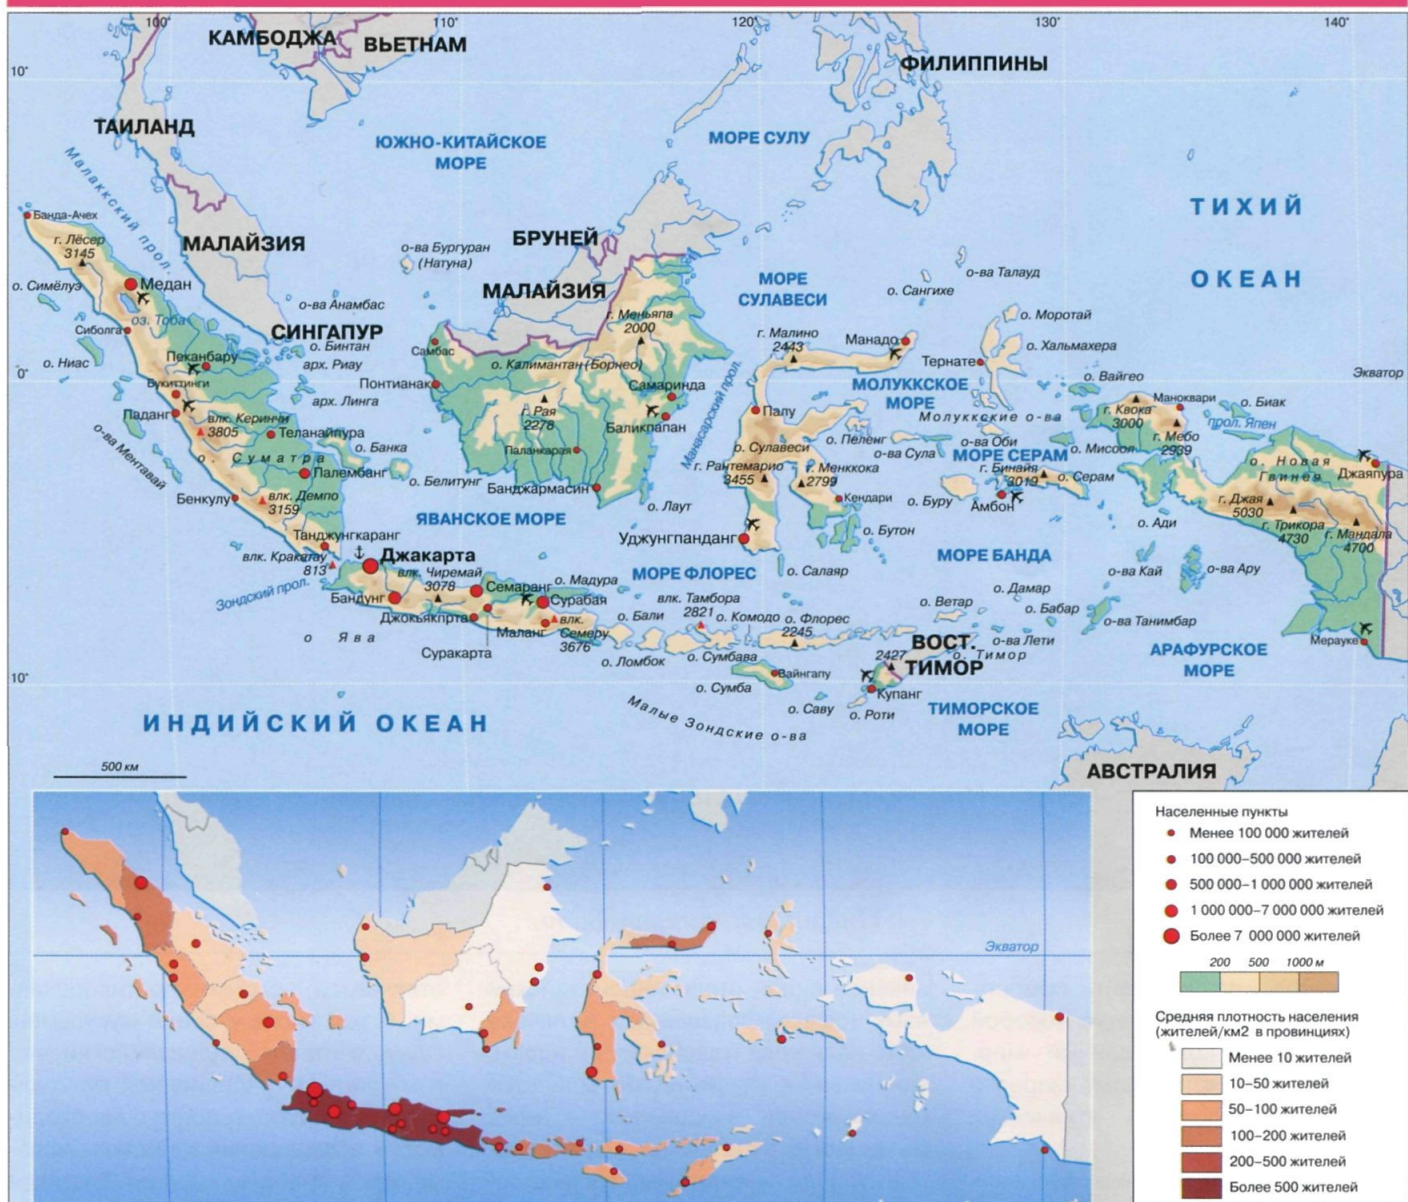 100°
110°
120°
130°
140°
КАМБОДЖА
ВЬЕТНАМ
ФИЛИППИНЫ
10°
ТАИЛАНД
ЮЖНО-КИТАЙСКОЕ
МОРЕ
МОРЕ СУЛУ
Малаккский прол.
ТИХИЙ
ОКЕАН
Банда-Ачех
г. Лёсер
3145
МАЛАЙЗИЯ
о-ва Бургуран
(Натуна)
БРУНЕЙ
МАЛАЙЗИЯ
МОРЕ
СУЛАВЕСИ
о-ва Талауд
о. Сангихе
о. Симёлуэ
Медан
оз. Тоба
о-ва Анамбас
СИНГАПУР
г. Меньяпа
2000
о. Моротай
Сиболга
о. Бинтан
арх. Риау
Самбас
г. Малино
2443
Манадо
о. Хальмахера
Тернате
о. Ниас
Пеканбару
о. Калимантан (Борнео)
0°
Экватор
Букиттинги
Понтианак
Самаринда
МОЛУККСКОЕ
МОРЕ
о. Вайгео
Маноквари
о. Биак
арх. Линга
Паданг
влк. Керинчи
3805
г. Рая
2278
Баликпапан
Палу
Молуккские о-ва
г. Квока
3000
прол. Япен
Теланайпура
о-ва Ментавай
о. Суматра
о. Банка
Паланкарая
Манасарский прол.
о. Сулавеси
о. Пеленг
о-ва Сула
о-ва Оби
МОРЕ СЕРАМ
о. Мисоол
г. Мебо
2939
Палембанг
о. Белитунг
г. Рантемарио
3455
г. Менккока
2799
г. Бинайя
3019
о. Серам
о. Новая
Гвинея
Джаяпура
Бенкулу
влк. Демпо
3159
Банджармасин
о. Лаут
Кендари
о. Буру
Амбон
г. Джая
5030
г. Трикора
4730
г. Мандала
4700
ЯВАНСКОЕ МОРЕ
о. Бутон
о. Ади
Танджунгкаранг
Уджунгпанданг
влк. Кракатау
813
Джакарта
МОРЕ БАНДА
влк. Чиремай
3078
Семаранг
о. Мадура
МОРЕ ФЛОРЕС
о. Салаяр
о-ва Кай
о-ва Ару
Зондский прол.
Бандунг
Сурабая
влк. Тамбора
2821
о. Дамар
о. Ветар
о. Бабар
о-ва Танимбар
Джокьякпрта
Маланг
влк.
Семеру
3676
о. Бали
о. Комодо
о. Флорес
2245
о-ва Лети
о Ява
Суракарта
о. Ломбок
о. Сумбава
ВОСТ.
ТИМОР
2427
о. Тимор
Мерауке
АРАФУРСКОЕ
МОРЕ
Вайнгапу
10°
о. Сумба
Купанг
о. Саву
о. Роти
ИНДИЙСКИЙ ОКЕАН
Малые Зондские о-ва
ТИМОРСКОЕ
МОРЕ
500 км
АВСТРАЛИЯ
Экватор
Населенные пункты
Менее 100 000 жителей
100 000–500 000 жителей
500 000–1 000 000 жителей
1 000 000–7 000 000 жителей
Более 7 000 000 жителей
200 500 1000 м
Средняя плотность населения
(жителей/км2 в провинциях)
Менее 10 жителей
10–50 жителей
50–100 жителей
100–200 жителей
200–500 жителей
Более 500 жителей